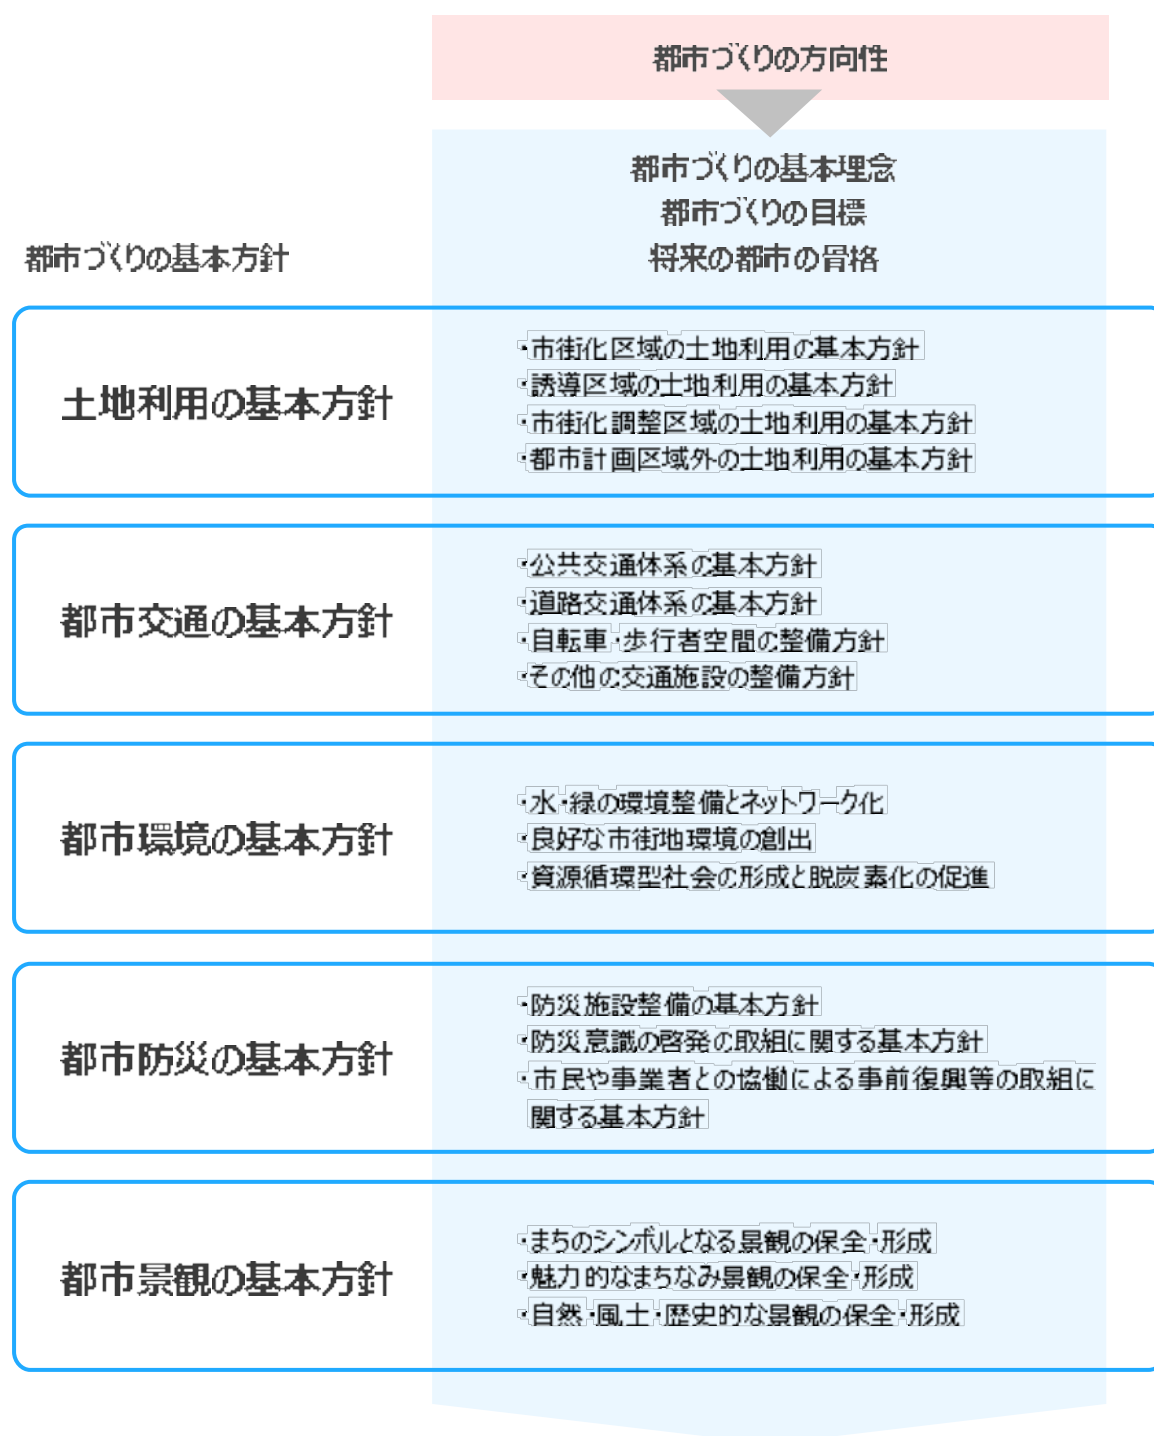 都市づくりの方向性
都市づくりの基本理念
都市づくりの目標
将来の都市の骨格
都市づくりの基本方針
土地利用の基本方針
・市街化区域の土地利用の基本方針
・誘導区域の土地利用の基本方針
・市街化調整区域の土地利用の基本方針
・都市計画区域外の土地利用の基本方針
都市交通の基本方針
・公共交通体系の基本方針
・道路交通体系の基本方針
・自転車・歩行者空間の整備方針
・その他の交通施設の整備方針
都市環境の基本方針
・水・緑の環境整備とネットワーク化
・良好な市街地環境の創出
・資源循環型社会の形成と脱炭素化の促進
都市防災の基本方針
・防災施設整備の基本方針
・防災意識の啓発の取組に関する基本方針
・市民や事業者との協働による事前復興等の取組に
関する基本方針
都市景観の基本方針
・まちのシンボルとなる景観の保全・形成
・魅力的なまちなみ景観の保全・形成
・自然・風土・歴史的な景観の保全・形成